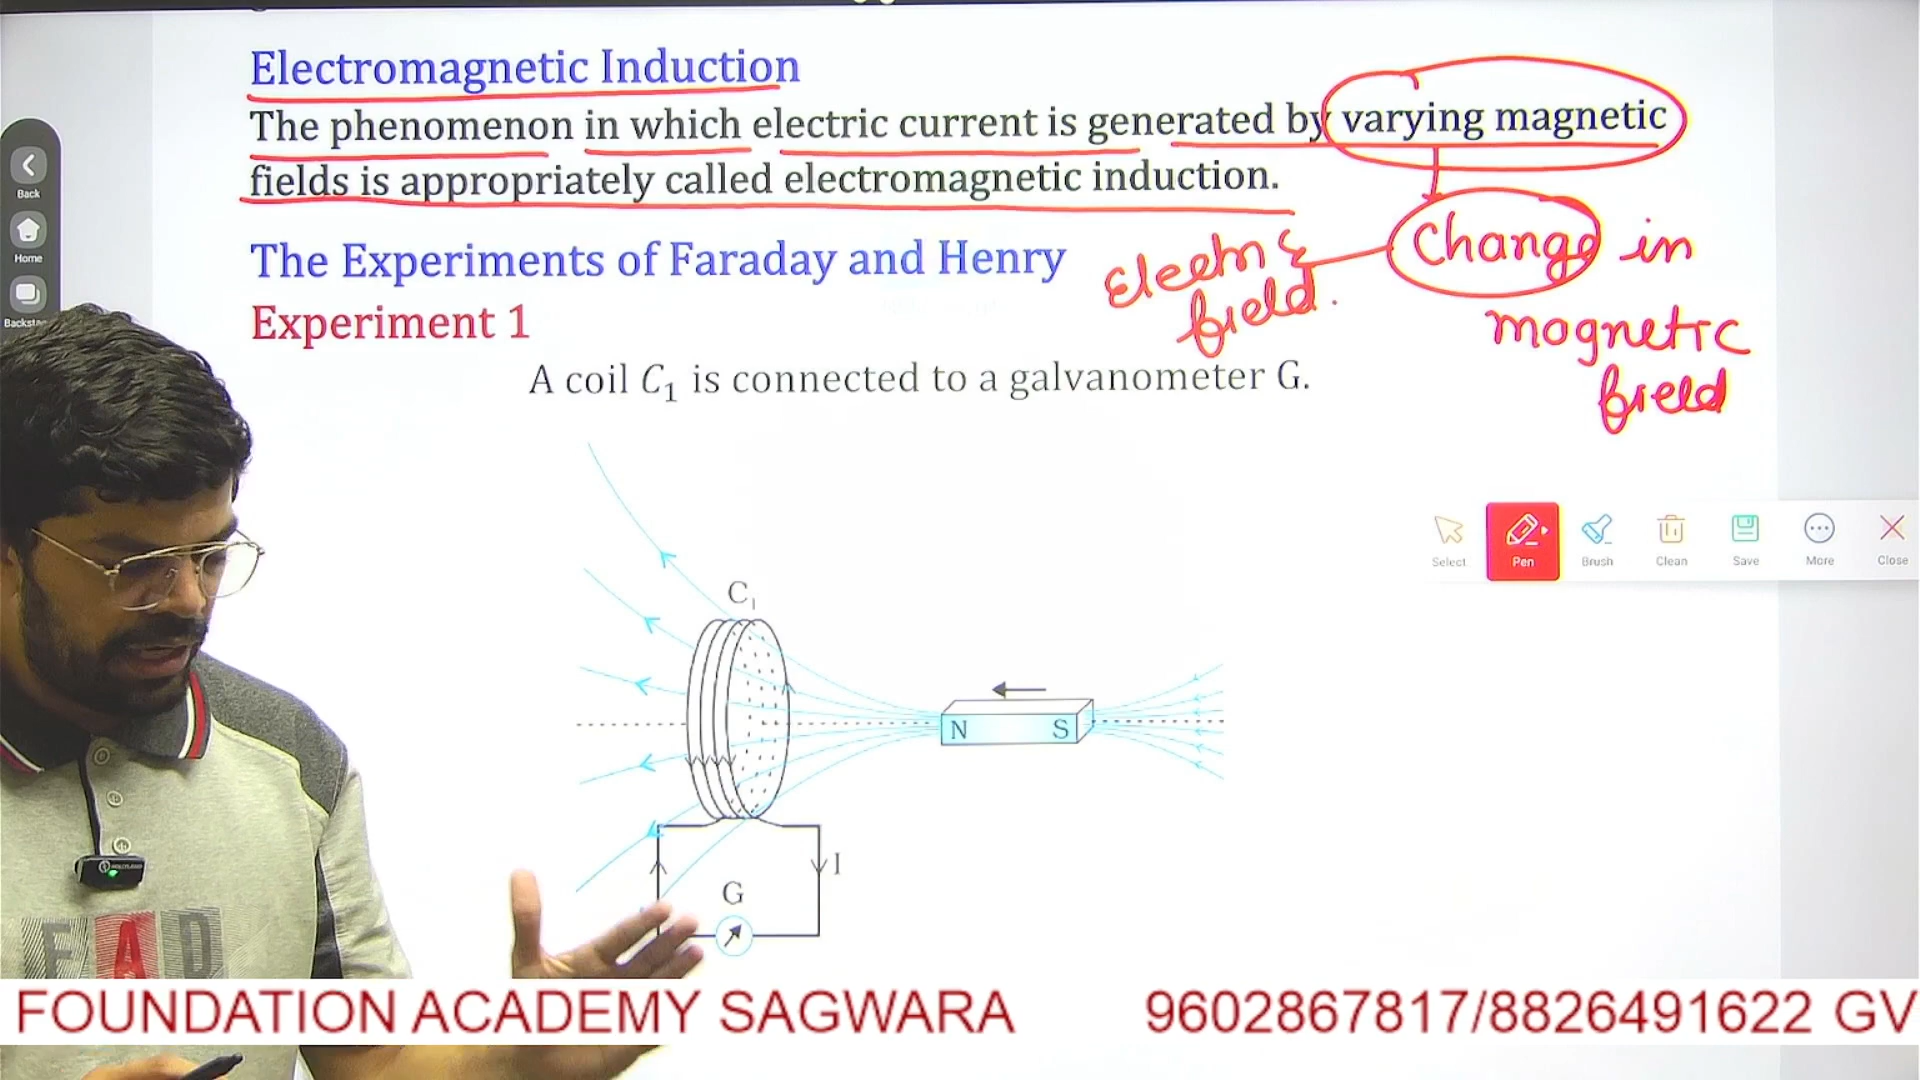 Electromagnetic Induction
The phenomenon in which electric current is generated by varying magnetic
fields is appropriately called electromagnetic induction.
Change in
magnetic
field
Electric
field.
The Experiments of Faraday and Henry
Experiment 1
A coil C₁ is connected to a galvanometer G.
Back
Home
Select
Pen
Brush
Clean
Save
More
Close
C₁
N S
I
G
FAD
FOUNDATION ACADEMY SAGWARA 9602867817/8826491622 GV